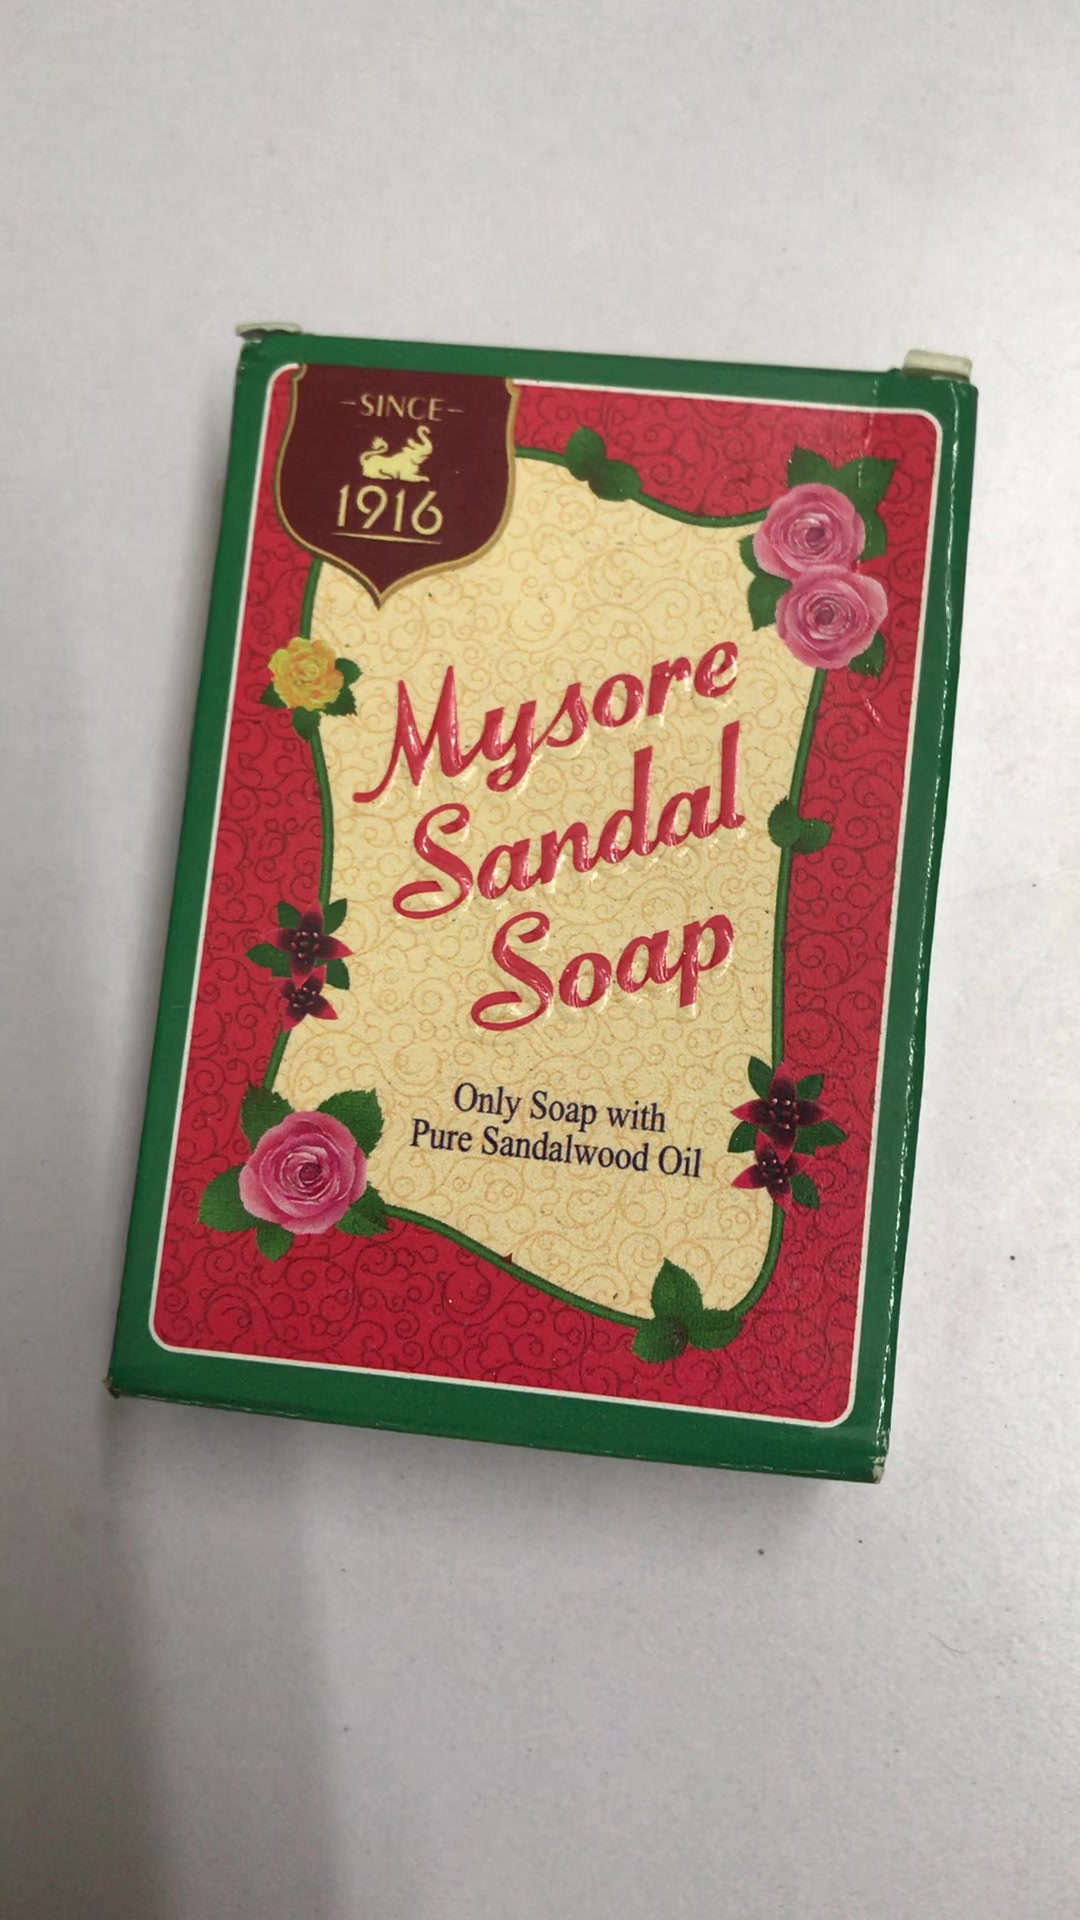 -SINCE-
1916
Mysore
Sandal
Soap
Only Soap with
Pure Sandalwood Oil